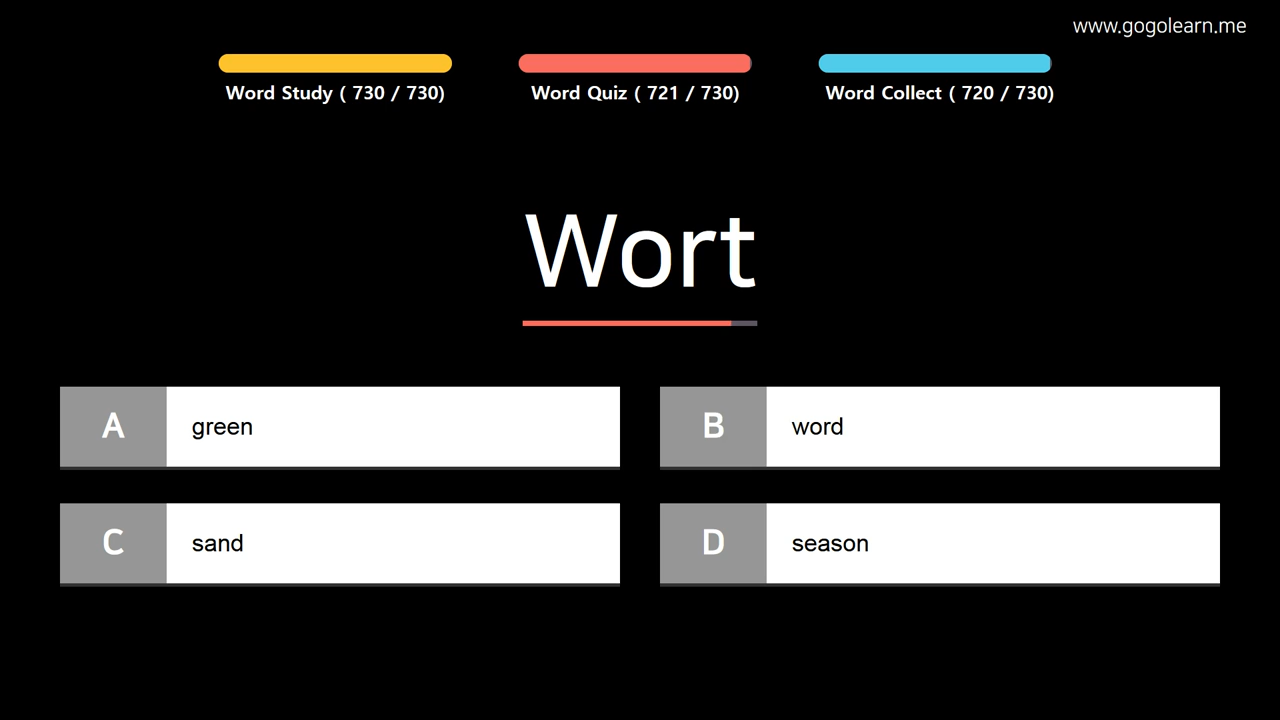 www.gogolearn.me
Word Study ( 730 / 730)
Word Quiz ( 721 / 730)
Word Collect ( 720 / 730)
Wort
A
green
B
word
C
sand
D
season